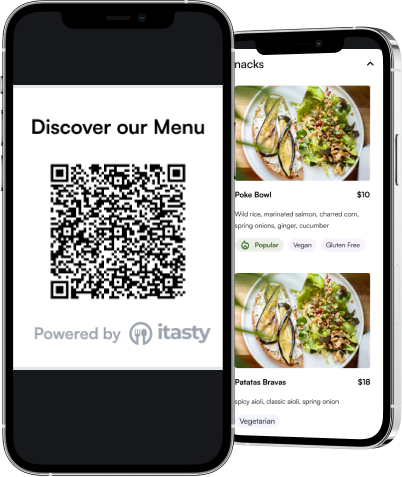 Discover our Menu
Powered by itasty
nacks
Poke Bowl $10
Wild rice, marinated salmon, charred corn,
spring onions, ginger, cucumber
Popular Vegan Gluten Free
Patatas Bravas $18
spicy aioli, classic aioli, spring onion
Vegetarian